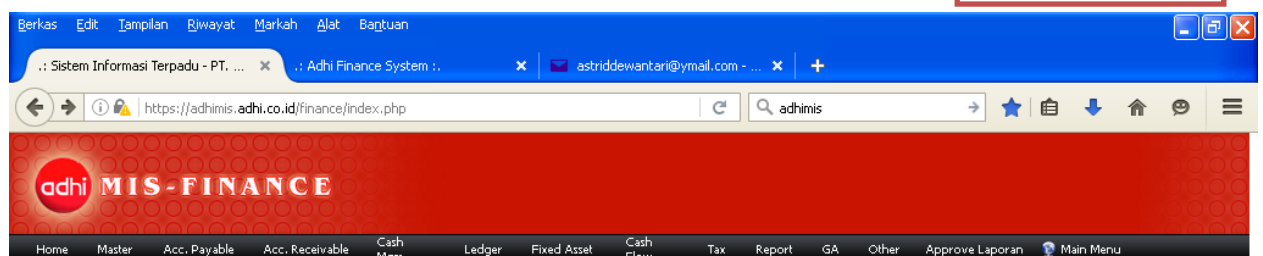 Berkas Edit Tampilan Riwayat Markah Alat Bantuan
.: Sistem Informasi Terpadu - PT. ... .: Adhi Finance System :. astriddewantari@ymail.com - ...
https://adhimis.adhi.co.id/finance/index.php adhimis
adhi MIS-FINANCE
Home Master Acc. Payable Acc. Receivable Cash Ledger Fixed Asset Cash Tax Report GA Other Approve Laporan Main Menu